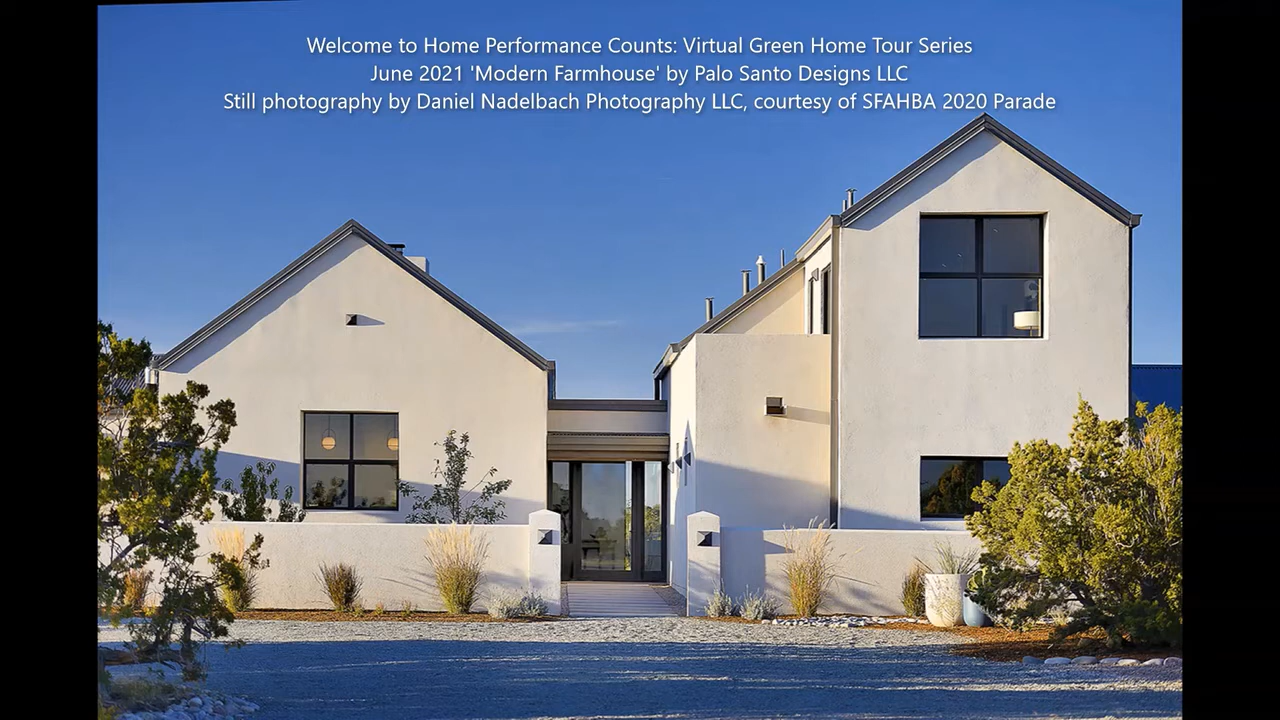 Welcome to Home Performance Counts: Virtual Green Home Tour Series
June 2021 'Modern Farmhouse' by Palo Santo Designs LLC
Still photography by Daniel Nadelbach Photography LLC, courtesy of SFAHBA 2020 Parade